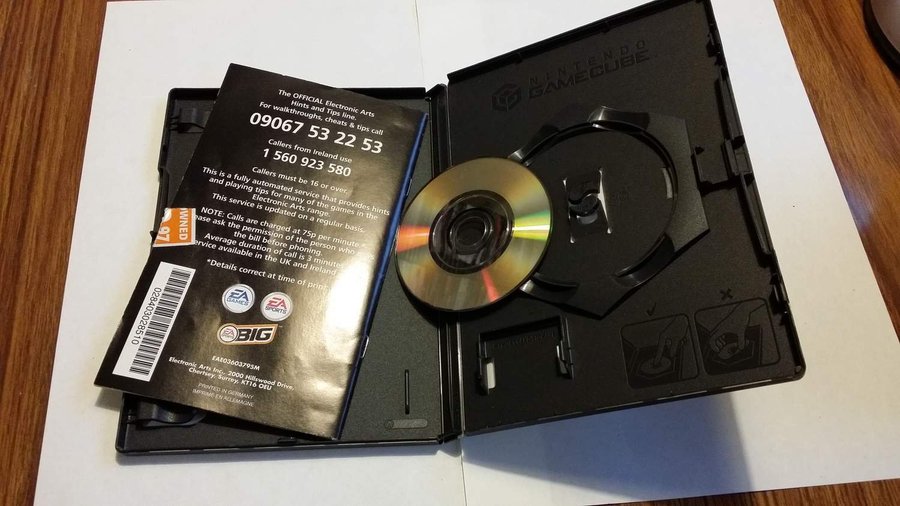 The OFFICIAL Electronic Arts
Hints and Tips line.
For walkthroughs, cheats & tips call
09067 53 22 53
Callers from Ireland use
1 560 923 580
Callers must be 16 or over.
This is a fully automated service that provides hints
and playing tips for many of the games in the
Electronic Arts range.
This service is updated on a regular basis.
NOTE: Calls are charged at 75p per minute
please ask the permission of the person who
the bill before phoning.
Average duration of call is 3 minutes
service available in the UK and Ireland
*Details correct at time of print
WNED
97
02840302851O
EA GAMES
EA SPORTS
EA BIG
EAE03603795M
Electronic Arts Inc., 2000 Hillswood Drive,
Chertsey, Surrey, KT16 0EU
PRINTED IN GERMANY
IMPRIMÉ EN ALLEMAGNE
NINTENDO
GAMECUBE